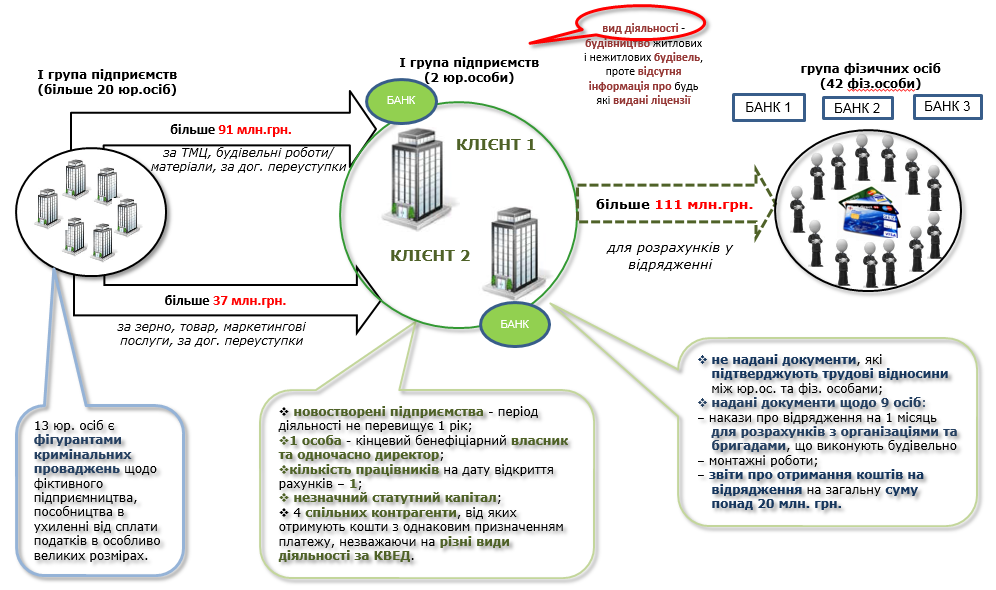 вид діяльності -
будівництво житлових
і нежитлових будівель,
проте відсутня
інформація про будь
які видані ліцензії
І група підприємств
(більше 20 юр.осіб)
І група підприємств
(2 юр.особи)
група фізичних осіб
(42 фіз.особи)
БАНК 1
БАНК 2
БАНК 3
БАНК
більше 91 млн.грн.
за ТМЦ, будівельні роботи/
матеріали, за дог. переуступки
КЛІЄНТ 1
КЛІЄНТ 2
більше 111 млн.грн.
для розрахунків у
відрядженні
більше 37 млн.грн.
за зерно, товар, маркетингові
послуги, за дог. переуступки
БАНК
13 юр. осіб є
фігурантами
кримінальних
проваджень щодо
фіктивного
підприємництва,
пособництва в
ухиленні від сплати
податків в особливо
великих розмірах.
❖ новостворені підприємства - період
діяльності не перевищує 1 рік;
❖1 особа - кінцевий бенефіціарний власник
та одночасно директор;
❖кількість працівників на дату відкриття
рахунків – 1;
❖ незначний статутний капітал;
❖ 4 спільних контрагенти, від яких
отримують кошти з однаковим призначенням
платежу, незважаючи на різні види
діяльності за КВЕД.
❖ не надані документи, які
підтверджують трудові відносини
між юр.ос. та фіз. особами;
❖ надані документи щодо 9 осіб:
– накази про відрядження на 1 місяць
для розрахунків з організаціями та
бригадами, що виконують будівельно
– монтажні роботи;
– звіти про отримання коштів на
відрядження на загальну суму
понад 20 млн. грн.